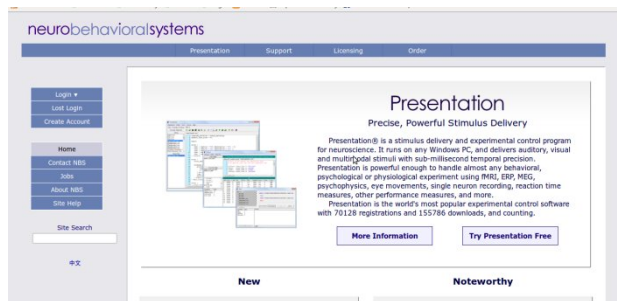 neurobehavioralsystems
Presentation Support Licensing Order
Login ▾
Lost Login
Create Account
Home
Contact NBS
Jobs
About NBS
Site Help
Site Search
中文
Presentation
Precise, Powerful Stimulus Delivery
Presentation® is a stimulus delivery and experimental control program
for neuroscience. It runs on any Windows PC, and delivers auditory, visual
and multimodal stimuli with sub-millisecond temporal precision.
Presentation is powerful enough to handle almost any behavioral,
psychological or physiological experiment using fMRI, ERP, MEG,
psychophysics, eye movements, single neuron recording, reaction time
measures, other performance measures, and more.
Presentation is the world's most popular experimental control software
with 70128 registrations and 155786 downloads, and counting.
More Information Try Presentation Free
New Noteworthy